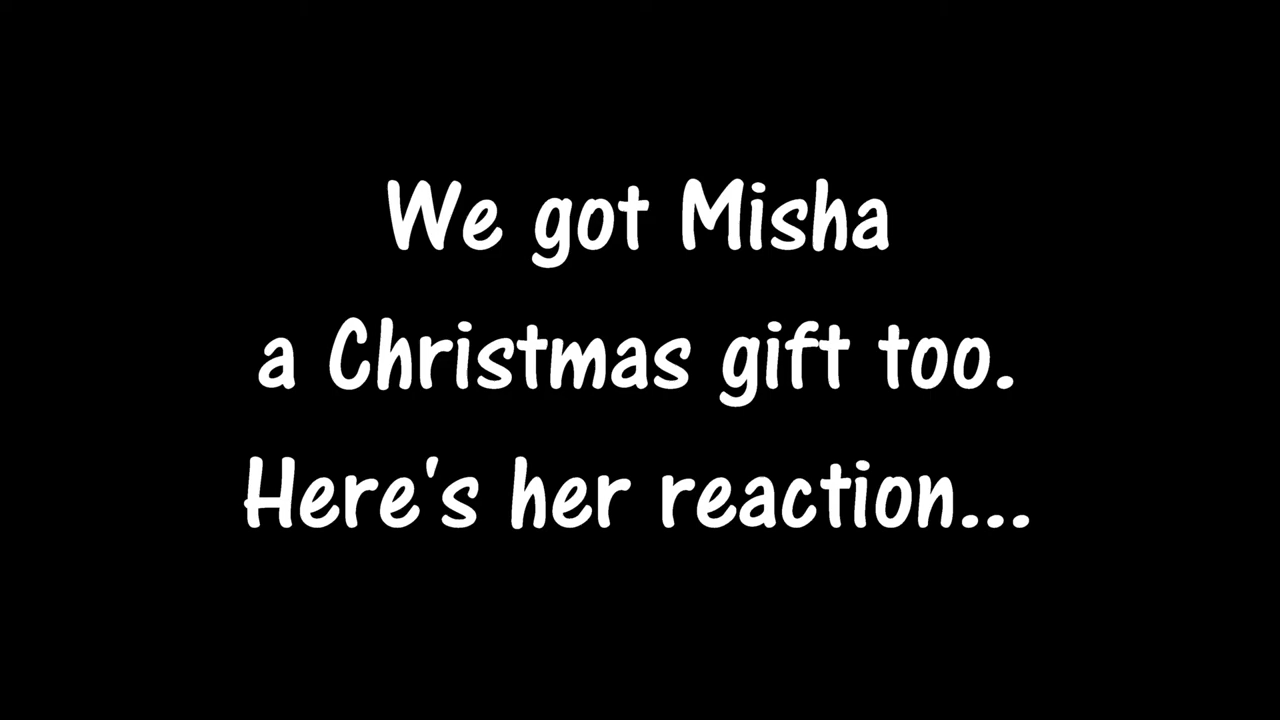 We got Misha
a Christmas gift too.
Here's her reaction...